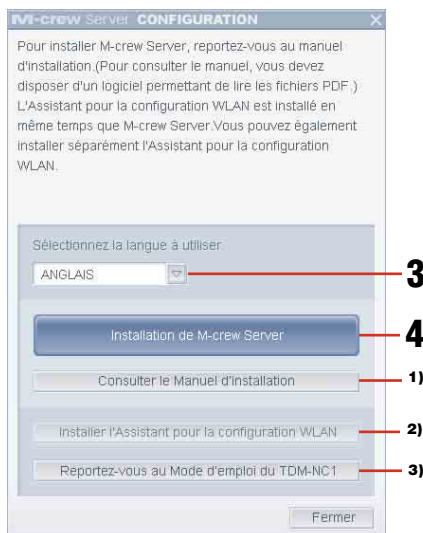 M-crew Server CONFIGURATION
Pour installer M-crew Server, reportez-vous au manuel
d'installation.(Pour consulter le manuel, vous devez
disposer d'un logiciel permettant de lire les fichiers PDF.)
L'Assistant pour la configuration WLAN est installé en
même temps que M-crew Server.Vous pouvez également
installer séparément l'Assistant pour la configuration
WLAN.
Sélectionnez la langue à utiliser
ANGLAIS
3
Installation de M-crew Server
4
Consulter le Manuel d'installation
1)
Installer l'Assistant pour la configuration WLAN
2)
Reportez-vous au Mode d'emploi du TDM-NC1
3)
Fermer